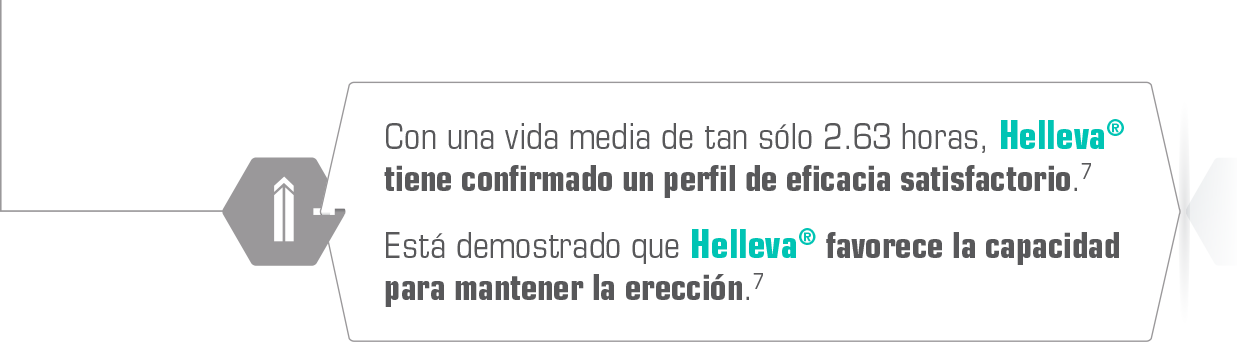 Con una vida media de tan sólo 2.63 horas, Helleva®
tiene confirmado un perfil de eficacia satisfactorio.7
Está demostrado que Helleva® favorece la capacidad
para mantener la erección.7